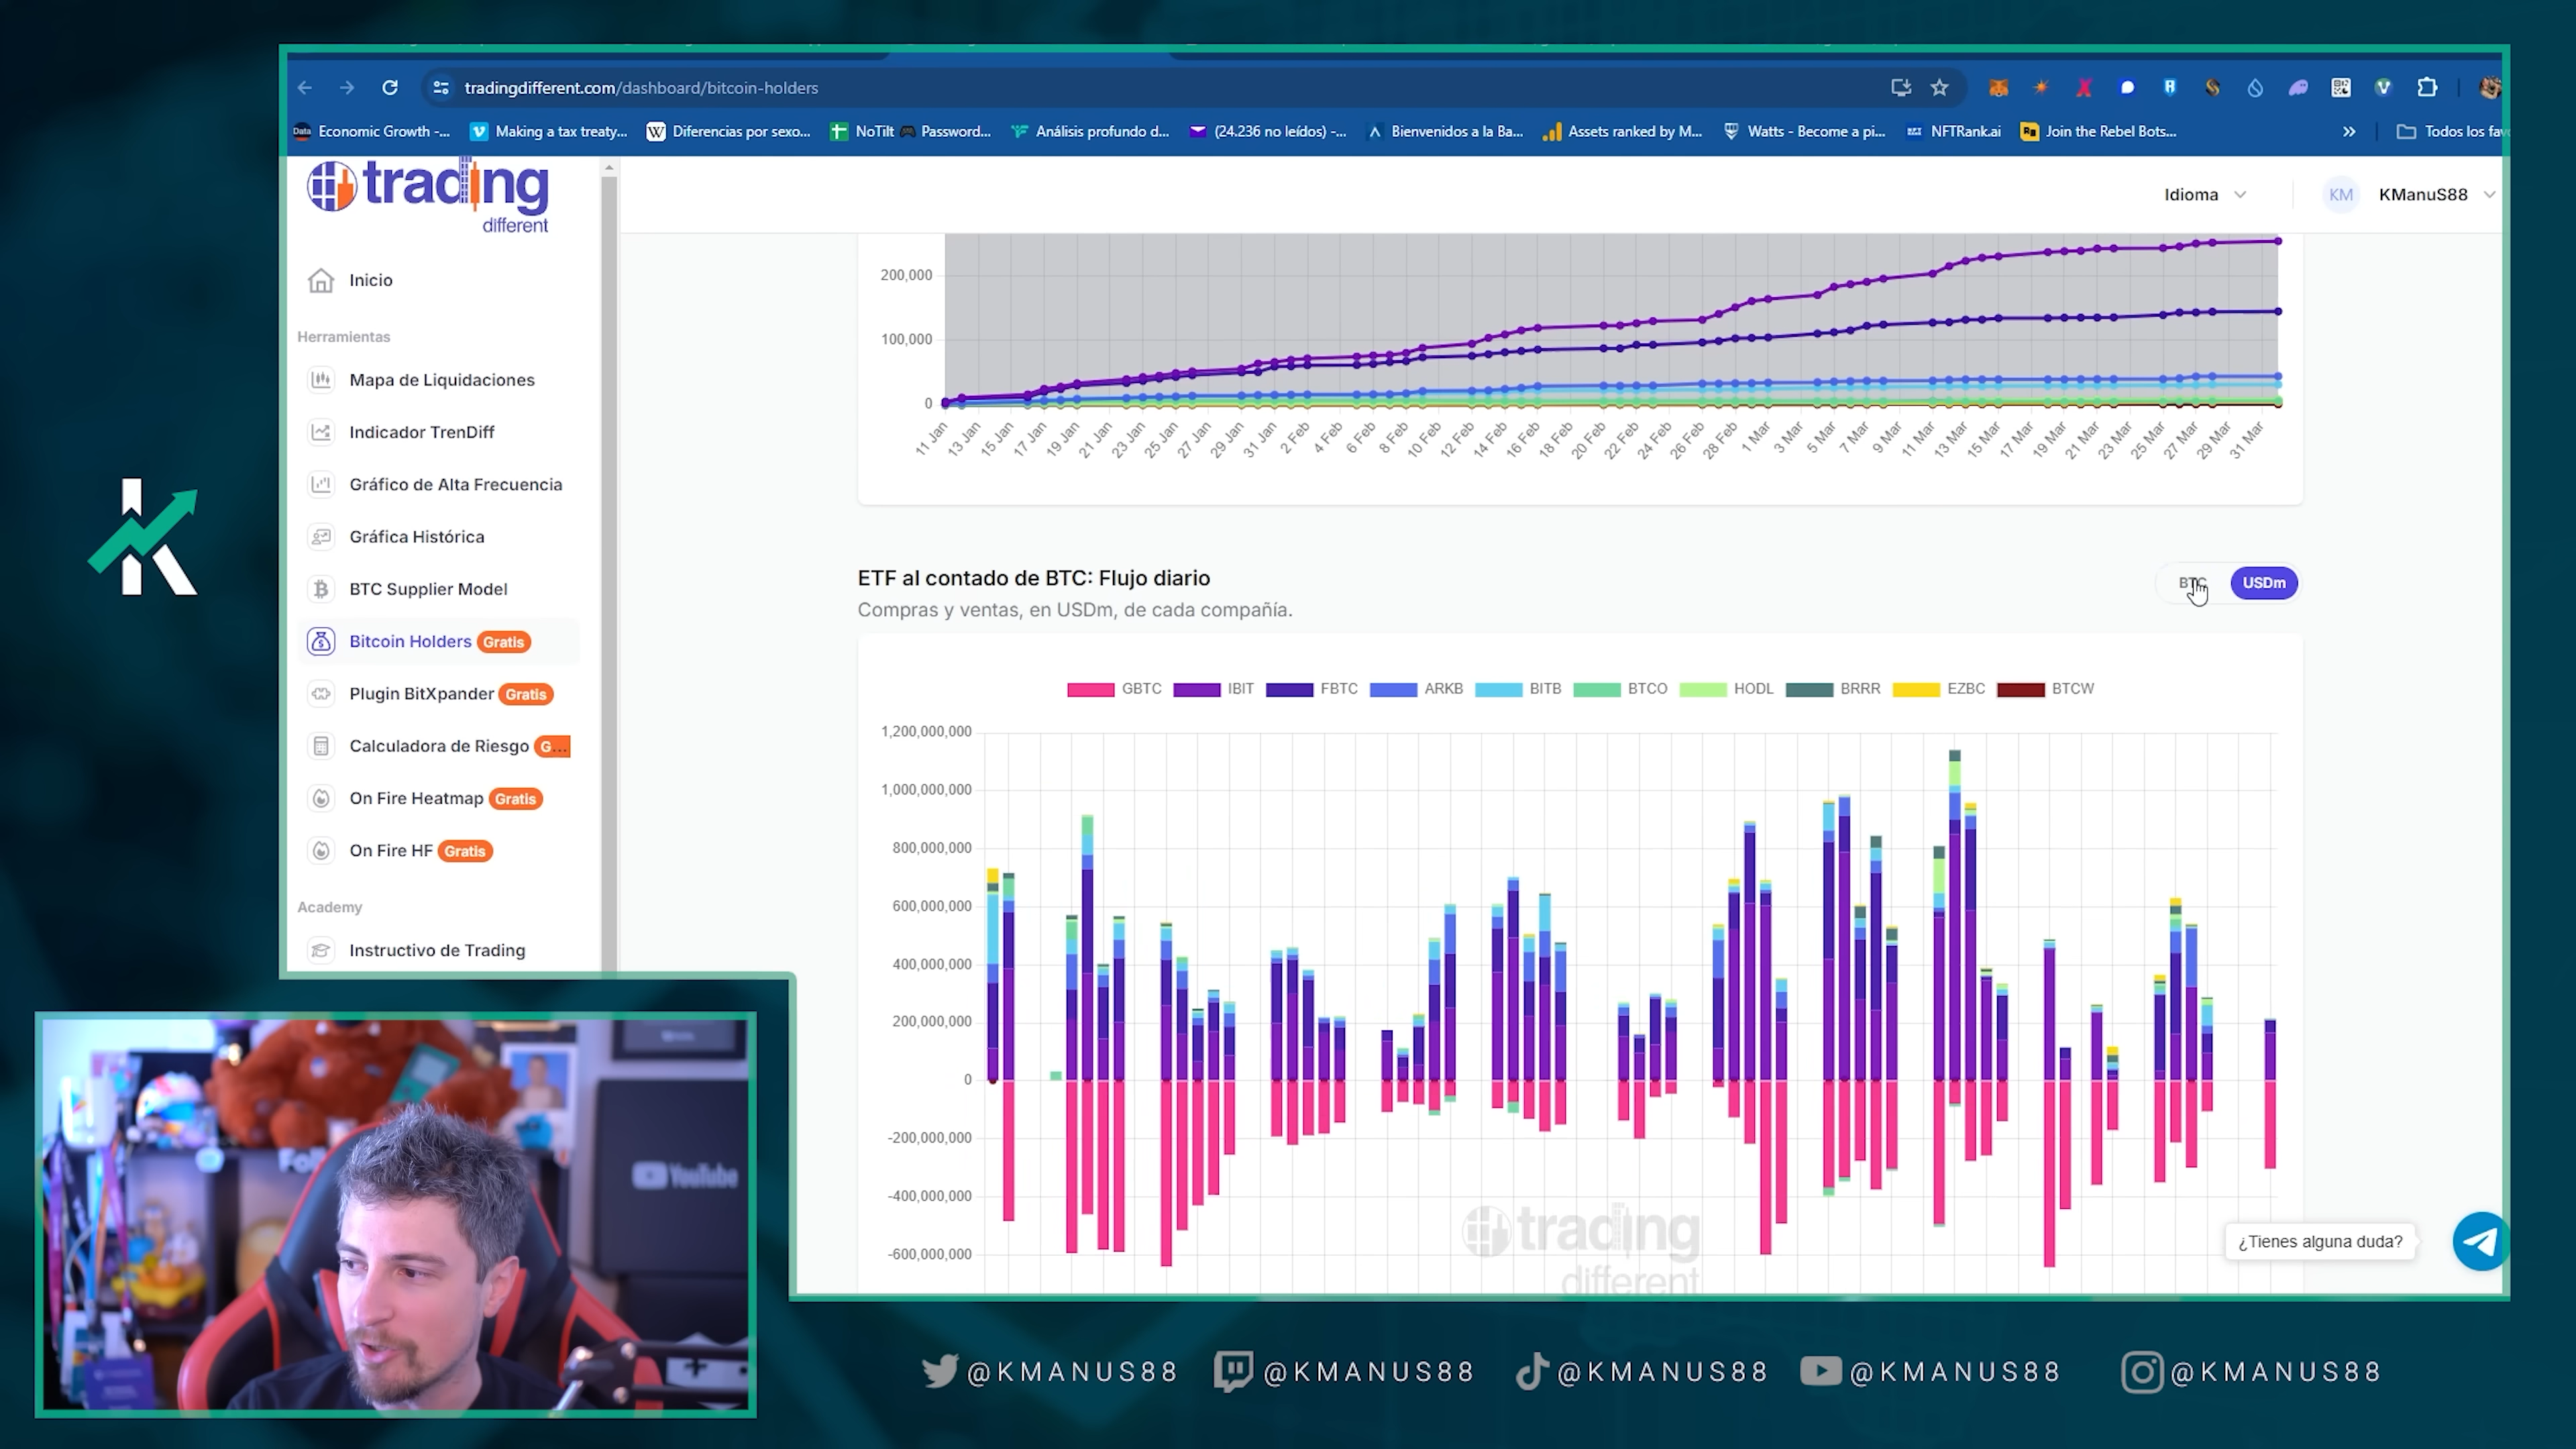 tradingdifferent.com/dashboard/bitcoin-holders
Economic Growth -...
Making a tax treaty...
Diferencias por sexo...
NoTilt
Password...
Análisis profundo d...
(24.236 no leídos) -...
Bienvenidos a la Ba...
Assets ranked by M...
Watts - Become a pi...
NFTRank.ai
Join the Rebel Bots...
Todos los fav
trading
different
Idioma
KM
KManuS88
Inicio
Herramientas
Mapa de Liquidaciones
Indicador TrenDiff
Gráfico de Alta Frecuencia
Gráfica Histórica
BTC Supplier Model
Bitcoin Holders Gratis
Plugin BitXpander Gratis
Calculadora de Riesgo G...
On Fire Heatmap Gratis
On Fire HF Gratis
Academy
Instructivo de Trading
200,000
100,000
0
11 Jan 13 Jan 15 Jan 17 Jan 19 Jan 21 Jan 23 Jan 25 Jan 27 Jan 29 Jan 31 Jan 2 Feb 4 Feb 6 Feb 8 Feb 10 Feb 12 Feb 14 Feb 16 Feb 18 Feb 20 Feb 22 Feb 24 Feb 26 Feb 28 Feb 1 Mar 3 Mar 5 Mar 7 Mar 9 Mar 11 Mar 13 Mar 15 Mar 17 Mar 19 Mar 21 Mar 23 Mar 25 Mar 27 Mar 29 Mar 31 Mar
ETF al contado de BTC: Flujo diario
BTC
USDm
Compras y ventas, en USDm, de cada compañía.
GBTC IBIT FBTC ARKB BITB BTCO HODL BRRR EZBC BTCW
1,200,000,000
1,000,000,000
800,000,000
600,000,000
400,000,000
200,000,000
0
-200,000,000
-400,000,000
-600,000,000
trading
different
¿Tienes alguna duda?
YouTube
@KMANUS88
@KMANUS88
@KMANUS88
@KMANUS88
@KMANUS88